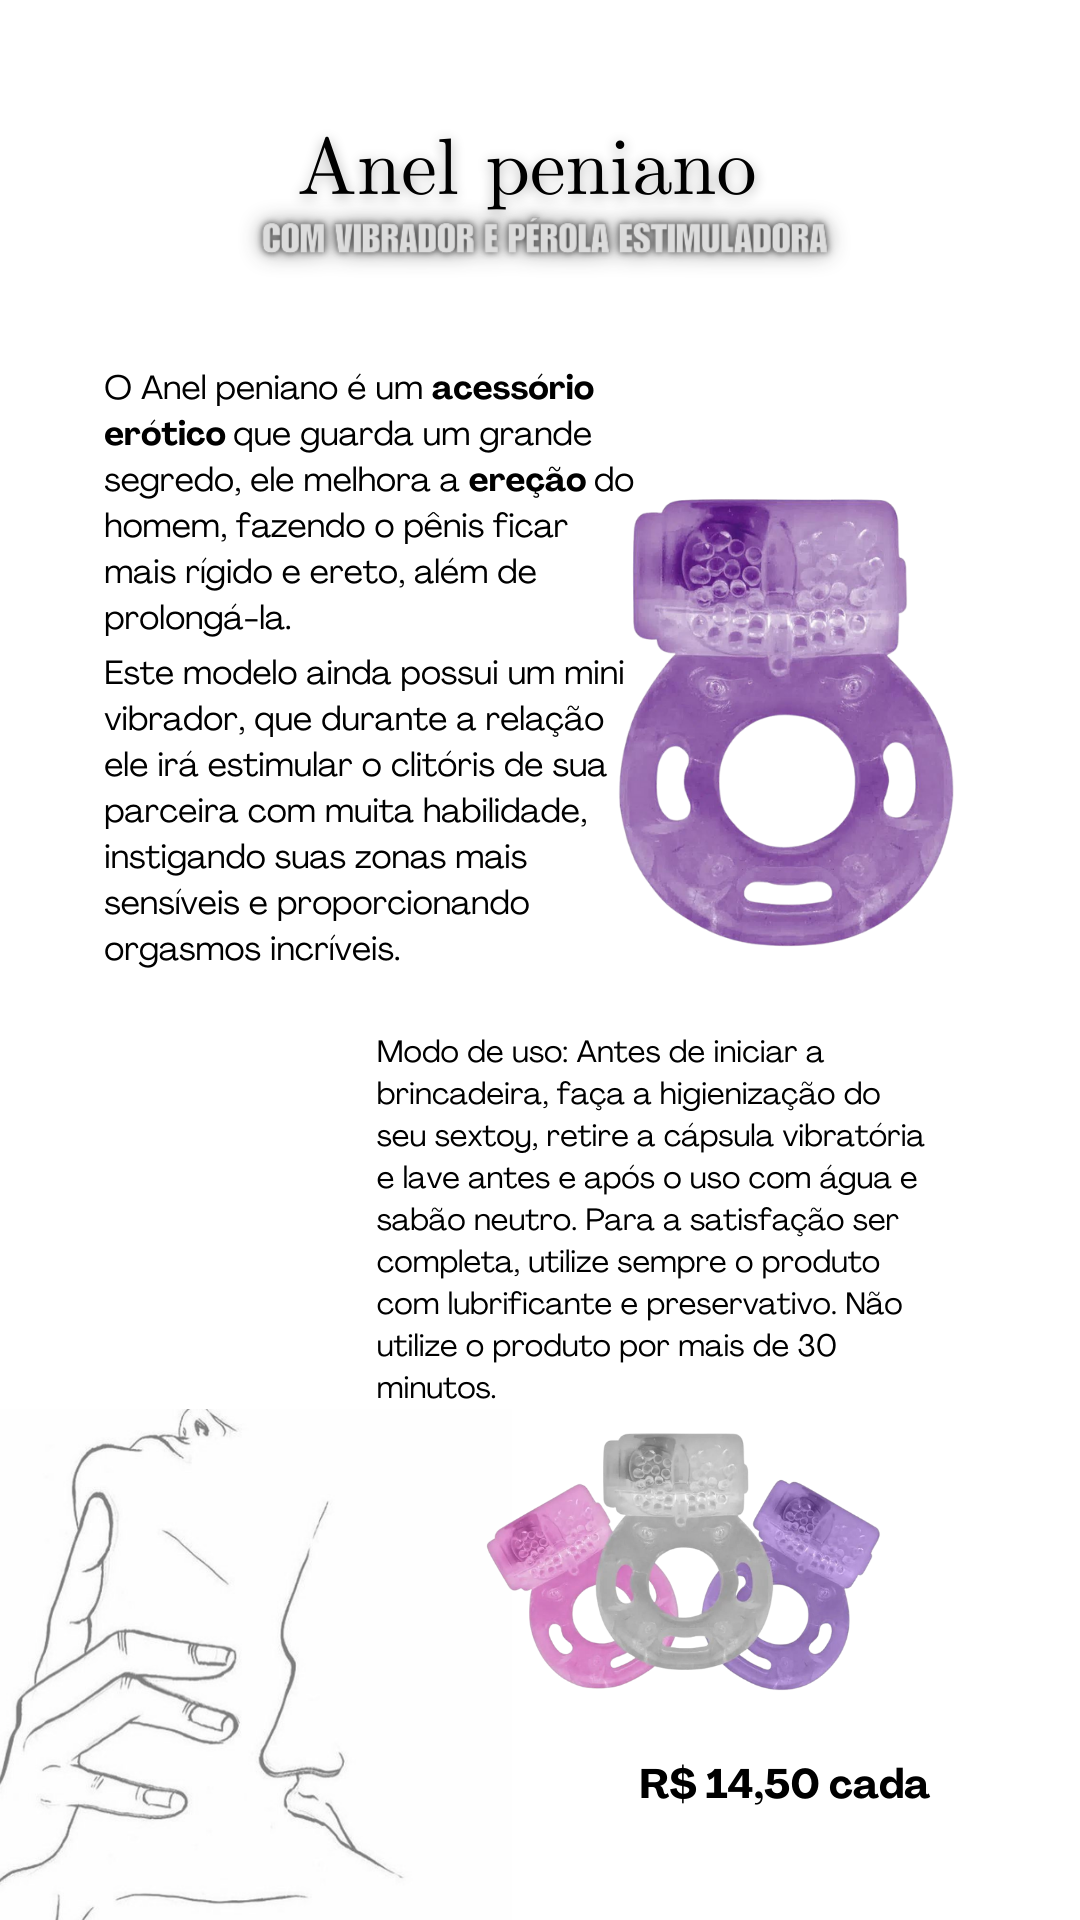 Anel peniano
COM VIBRADOR E PÉROLA ESTIMULADORA
O Anel peniano é um acessório
erótico que guarda um grande
segredo, ele melhora a ereção do
homem, fazendo o pênis ficar
mais rígido e ereto, além de
prolongá-la.
Este modelo ainda possui um mini
vibrador, que durante a relação
ele irá estimular o clitóris de sua
parceira com muita habilidade,
instigando suas zonas mais
sensíveis e proporcionando
orgasmos incríveis.
Modo de uso: Antes de iniciar a
brincadeira, faça a higienização do
seu sextoy, retire a cápsula vibratória
e lave antes e após o uso com água e
sabão neutro. Para a satisfação ser
completa, utilize sempre o produto
com lubrificante e preservativo. Não
utilize o produto por mais de 30
minutos.
R$ 14,50 cada